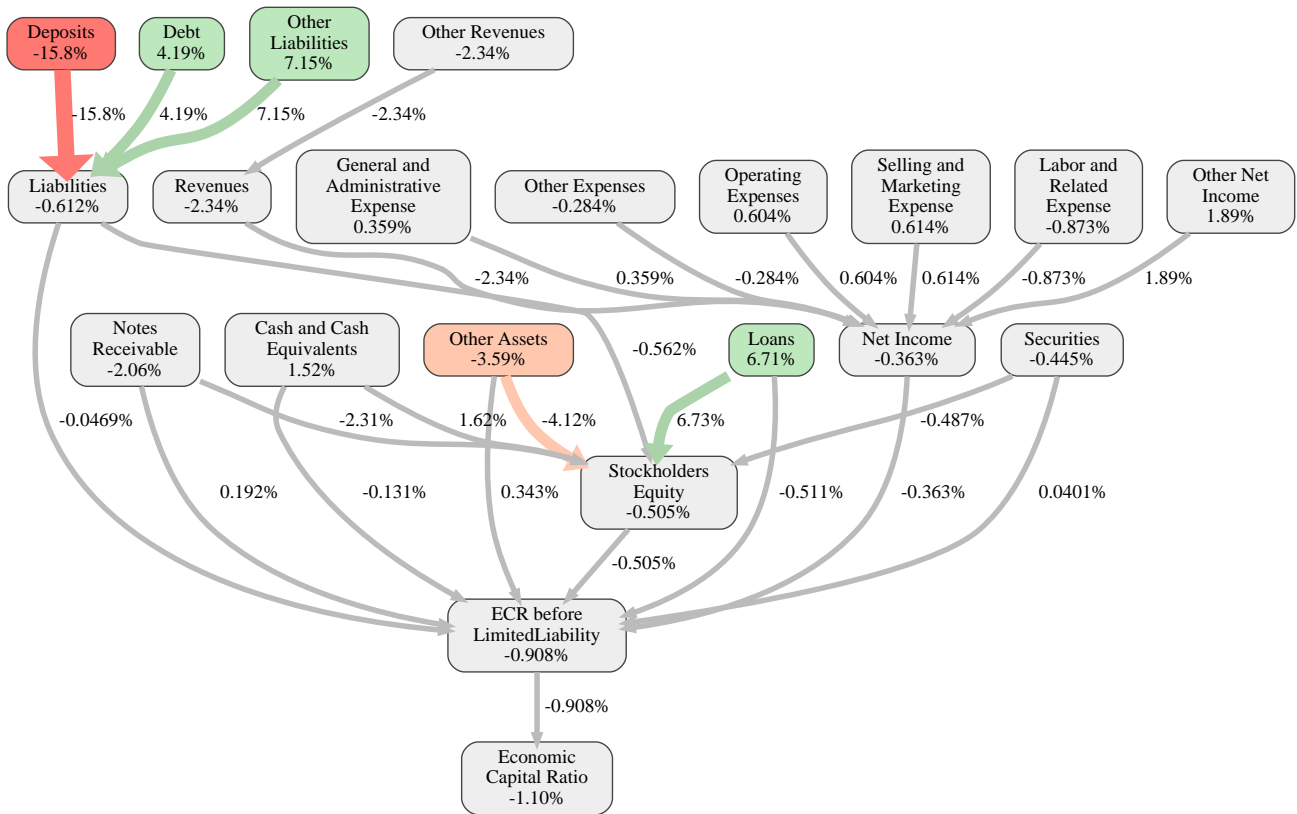 Deposits
-15.8%
Debt
4.19%
Other
Liabilities
7.15%
Other Revenues
-2.34%
-15.8%
4.19%
7.15%
-2.34%
Liabilities
-0.612%
Revenues
-2.34%
General and
Administrative
Expense
0.359%
Other Expenses
-0.284%
Operating
Expenses
0.604%
Selling and
Marketing
Expense
0.614%
Labor and
Related
Expense
-0.873%
Other Net
Income
1.89%
-2.34%
0.359%
-0.284%
0.604%
0.614%
-0.873%
1.89%
Notes
Receivable
-2.06%
Cash and Cash
Equivalents
1.52%
Other Assets
-3.59%
-0.562%
Loans
6.71%
Net Income
-0.363%
Securities
-0.445%
-0.0469%
-2.31%
1.62%
-4.12%
6.73%
-0.487%
0.192%
-0.131%
0.343%
Stockholders
Equity
-0.505%
-0.511%
-0.363%
0.0401%
-0.505%
ECR before
LimitedLiability
-0.908%
-0.908%
Economic
Capital Ratio
-1.10%